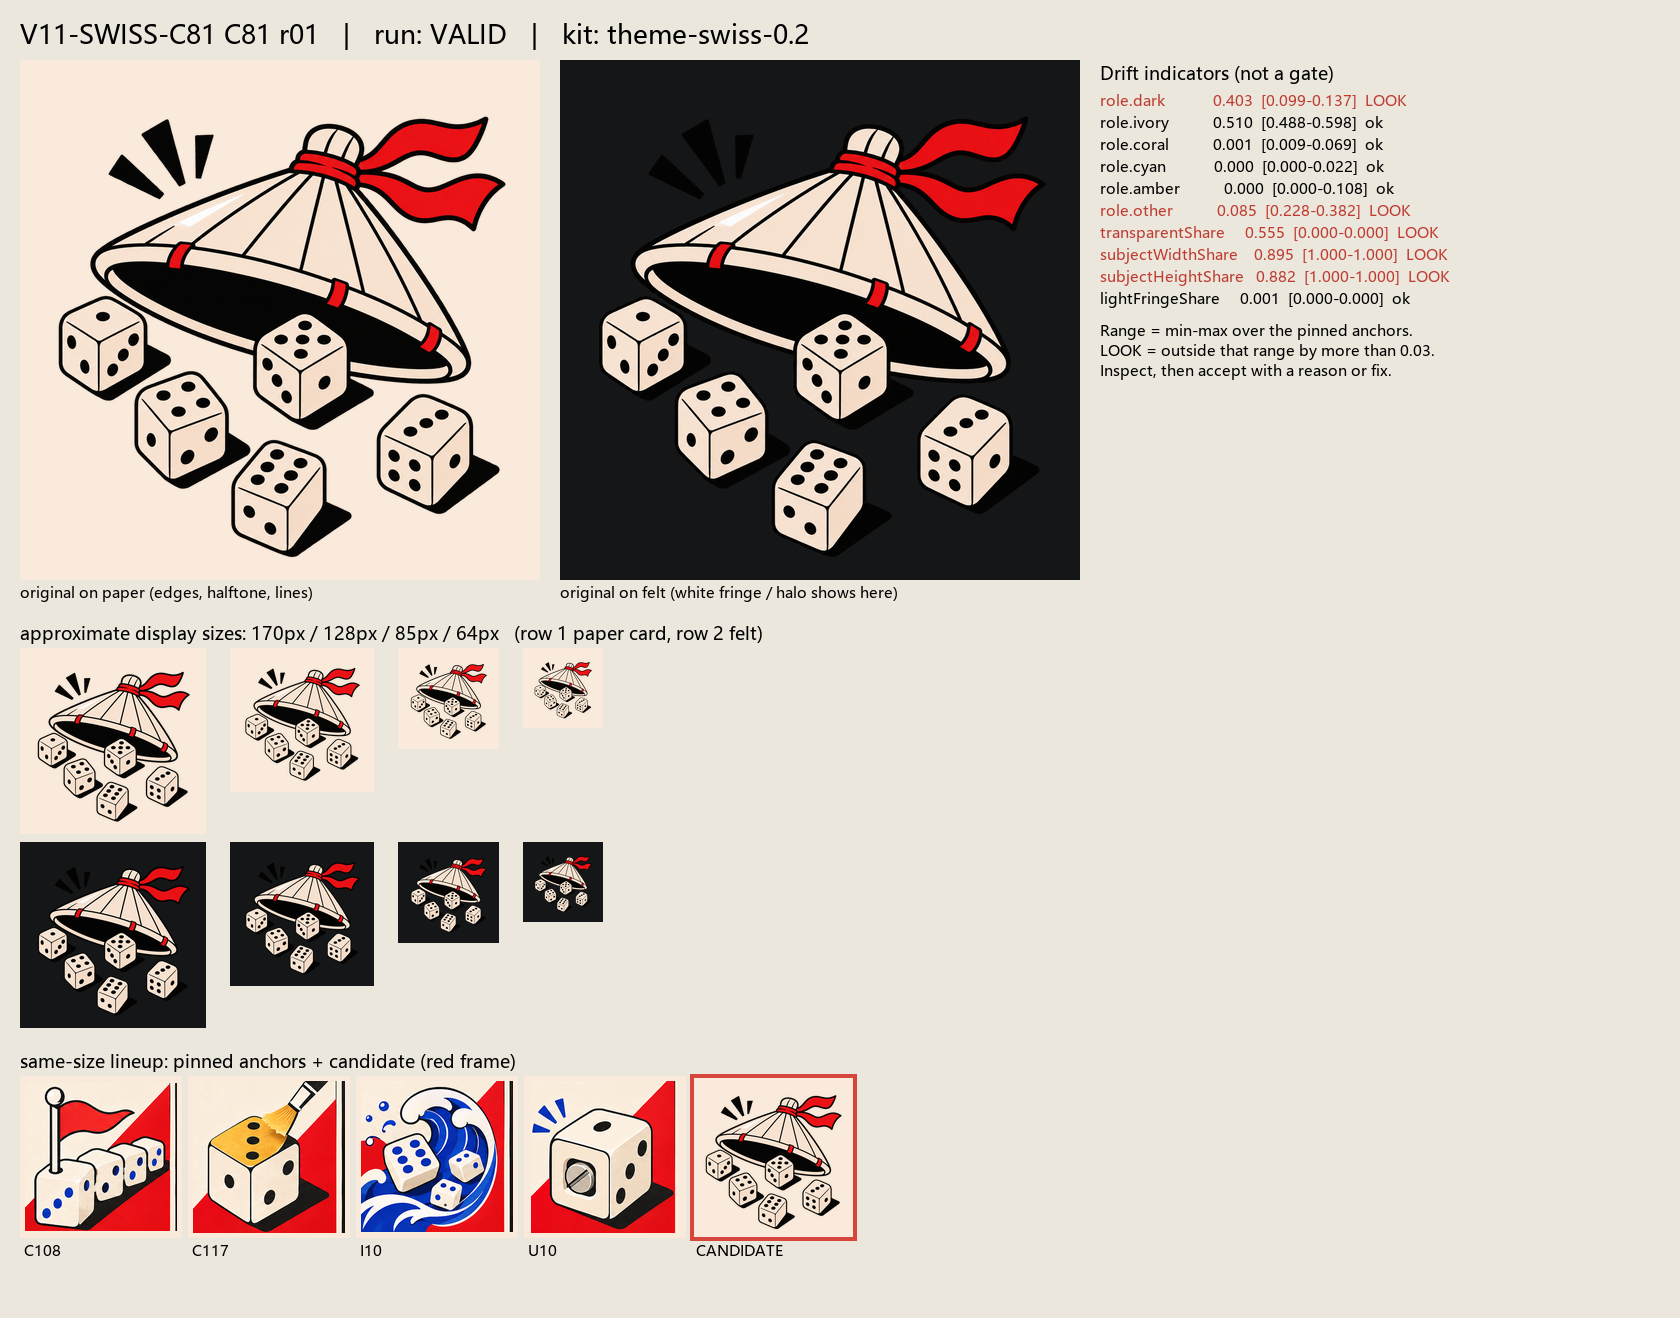 V11-SWISS-C81 C81 r01   |   run: VALID   |   kit: theme-swiss-0.2
Drift indicators (not a gate)
role.dark 0.403 [0.099-0.137] LOOK
role.ivory 0.510 [0.488-0.598] ok
role.coral 0.001 [0.009-0.069] ok
role.cyan 0.000 [0.000-0.022] ok
role.amber 0.000 [0.000-0.108] ok
role.other 0.085 [0.228-0.382] LOOK
transparentShare 0.555 [0.000-0.000] LOOK
subjectWidthShare 0.895 [1.000-1.000] LOOK
subjectHeightShare 0.882 [1.000-1.000] LOOK
lightFringeShare 0.001 [0.000-0.000] ok
Range = min-max over the pinned anchors.
LOOK = outside that range by more than 0.03.
Inspect, then accept with a reason or fix.
original on paper (edges, halftone, lines)
original on felt (white fringe / halo shows here)
approximate display sizes: 170px / 128px / 85px / 64px   (row 1 paper card, row 2 felt)
same-size lineup: pinned anchors + candidate (red frame)
C108
C117
I10
U10
CANDIDATE